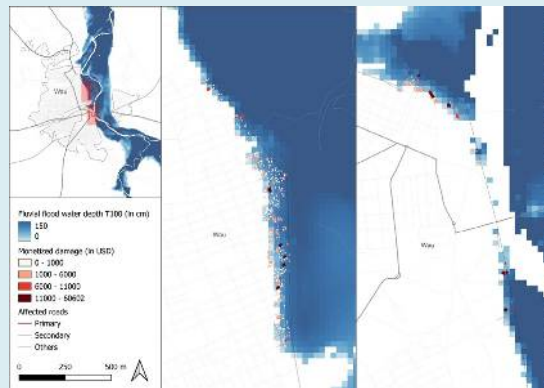 Wau
Fluvial flood water depth T100 (in cm)
150
0
Monetized damage (in USD)
0 - 1000
1000 - 6000
6000 - 11000
11000 - 60602
Affected roads
Primary
Secondary
Others
0 250 500 m
Wau
Wau